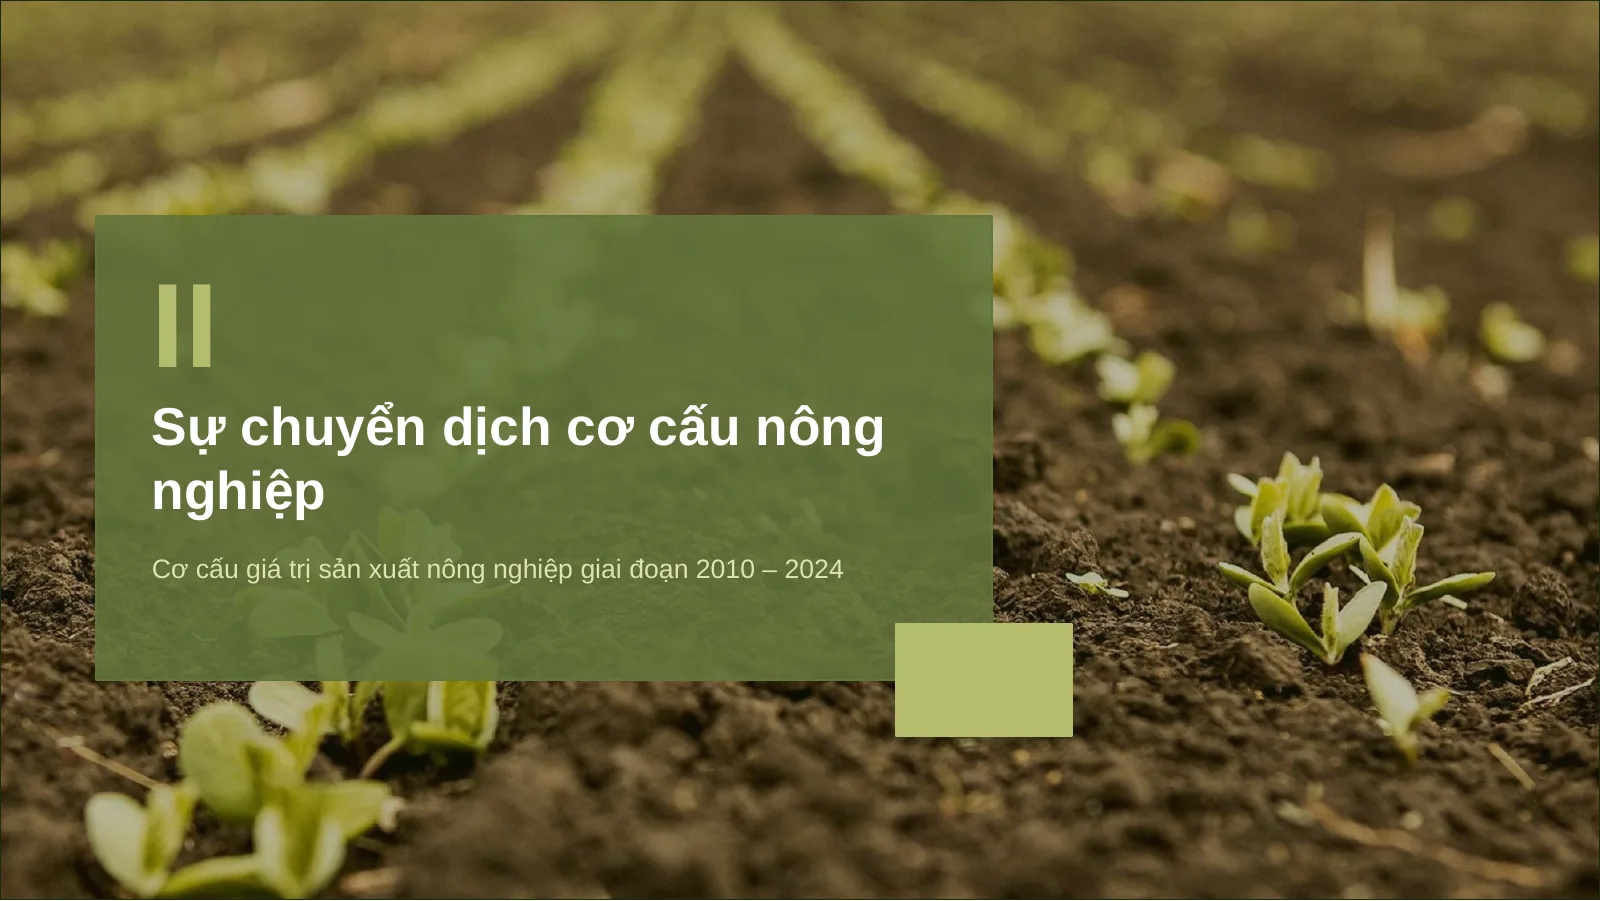 II
Sự chuyển dịch cơ cấu nông
nghiệp
Cơ cấu giá trị sản xuất nông nghiệp giai đoạn 2010 – 2024